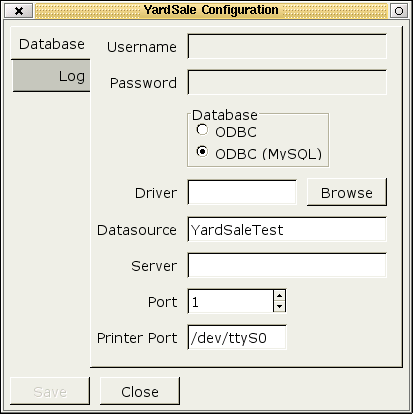 YardSale Configuration
Database
Log
Username
Password
Database
ODBC
ODBC (MySQL)
Driver
Browse
Datasource YardSaleTest
Server
Port 1
Printer Port /dev/ttyS0
Save Close